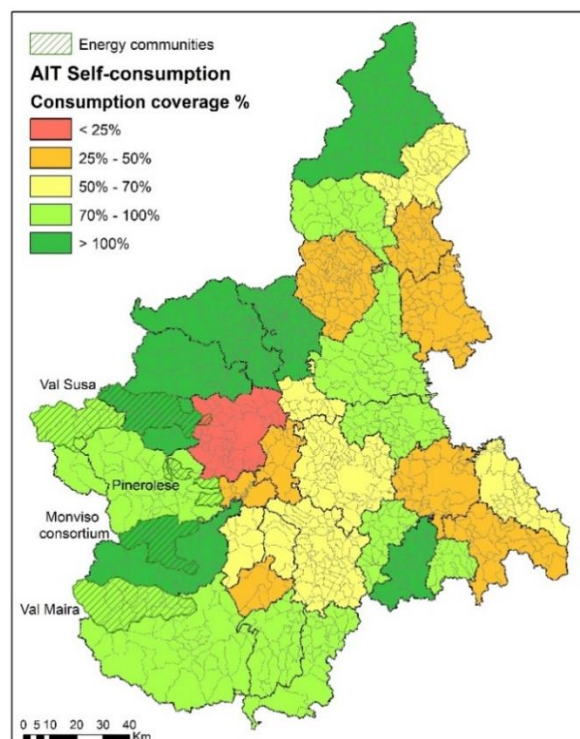 Energy communities
AIT Self-consumption
Consumption coverage %
< 25%
25% - 50%
50% - 70%
70% - 100%
> 100%
Val Susa
Pinerolese
Monviso
consortium
Val Maira
0 5 10 20 30 40
Km